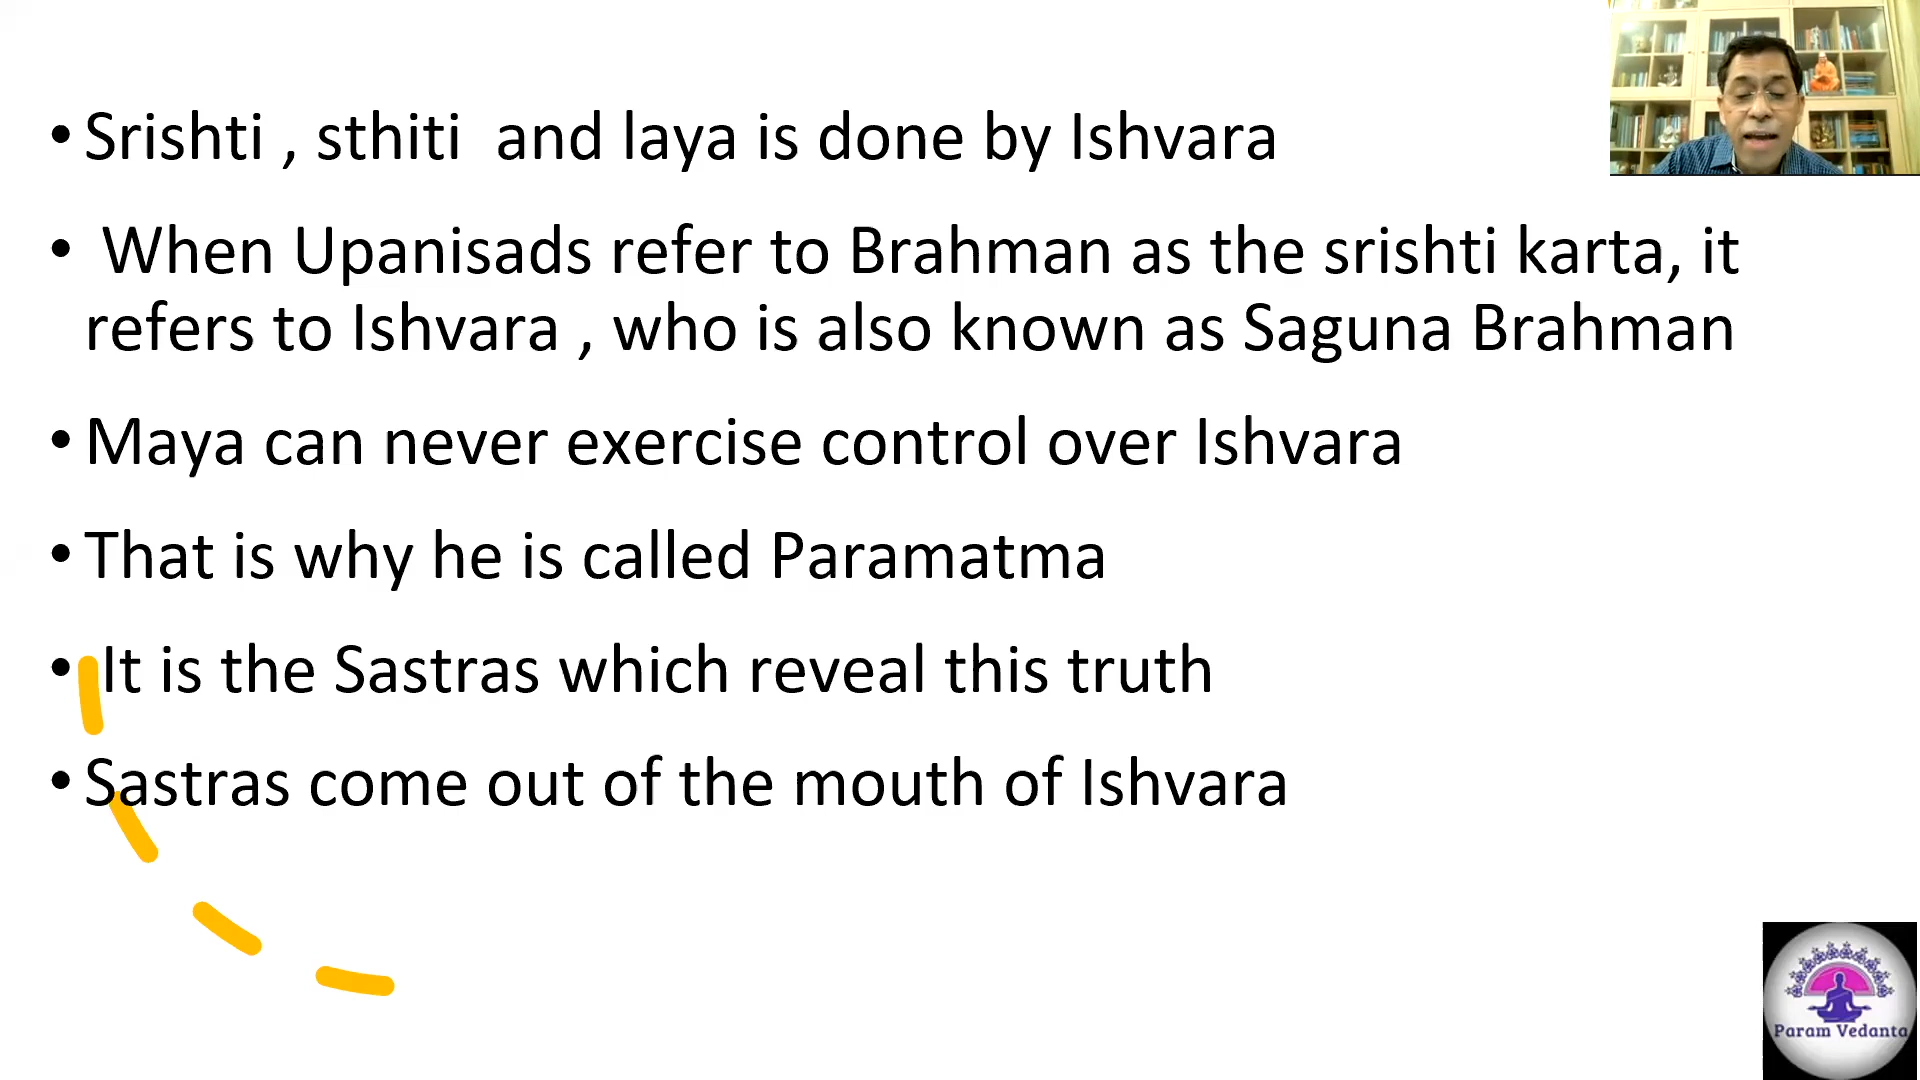 • Srishti , sthiti  and laya is done by Ishvara
•  When Upanisads refer to Brahman as the srishti karta, it
refers to Ishvara , who is also known as Saguna Brahman
• Maya can never exercise control over Ishvara
• That is why he is called Paramatma
•  It is the Sastras which reveal this truth
• Sastras come out of the mouth of Ishvara
Param Vedanta